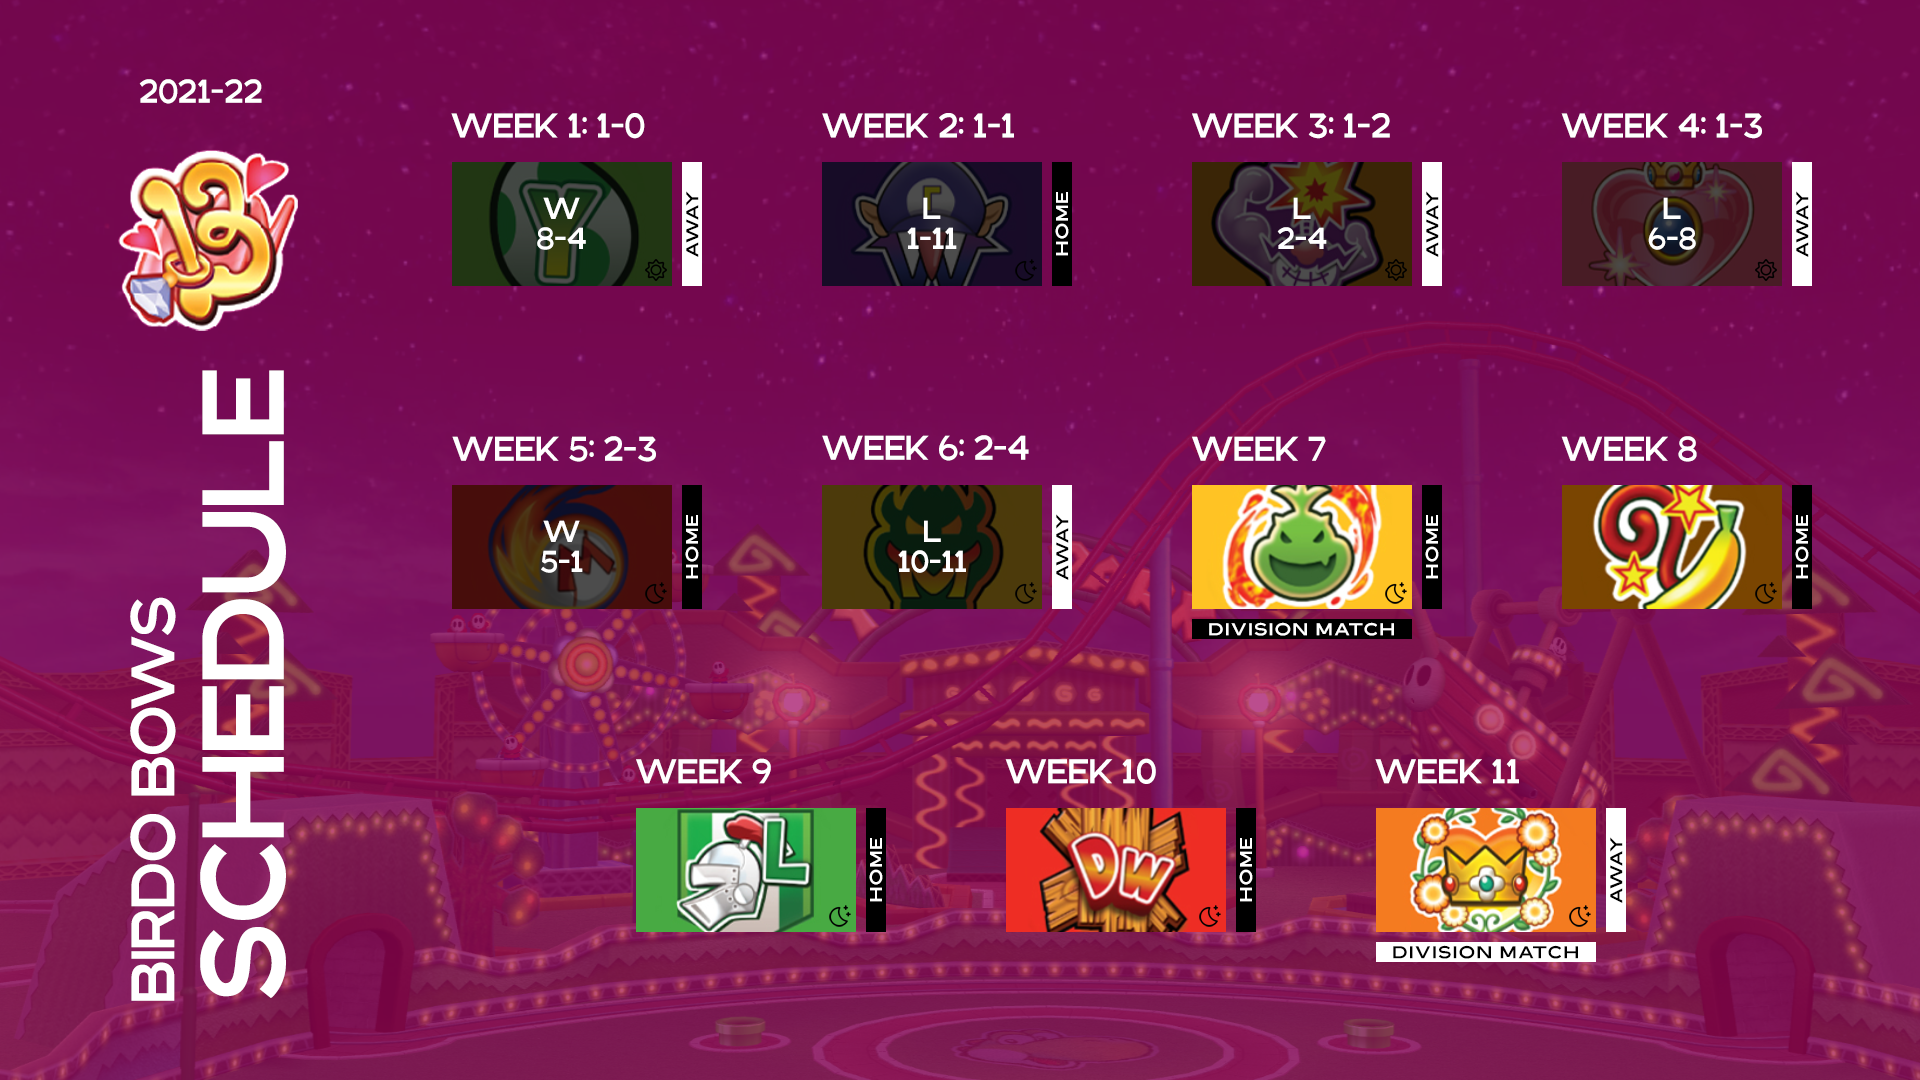 2021-22
BIRDO BOWS
SCHEDULE
WEEK 1: 1-0
W
8-4
AWAY
WEEK 2: 1-1
L
1-11
HOME
WEEK 3: 1-2
L
2-4
AWAY
WEEK 4: 1-3
L
6-8
AWAY
WEEK 5: 2-3
W
5-1
HOME
WEEK 6: 2-4
L
10-11
AWAY
WEEK 7
HOME
DIVISION MATCH
WEEK 8
HOME
WEEK 9
L
HOME
WEEK 10
DW
HOME
WEEK 11
AWAY
DIVISION MATCH